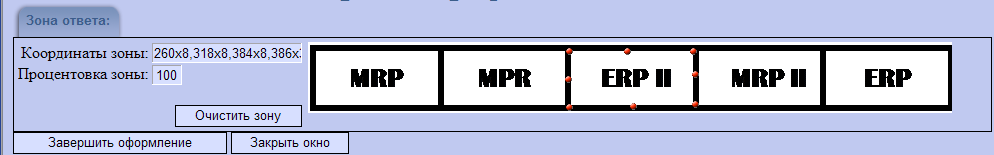 Зона ответа:
Координаты зоны: 260x8,318x8,384x8,386x
Процентовка зоны: 100
Очистить зону
MRP MPR ERP II MRP II ERP
Завершить оформление Закрыть окно